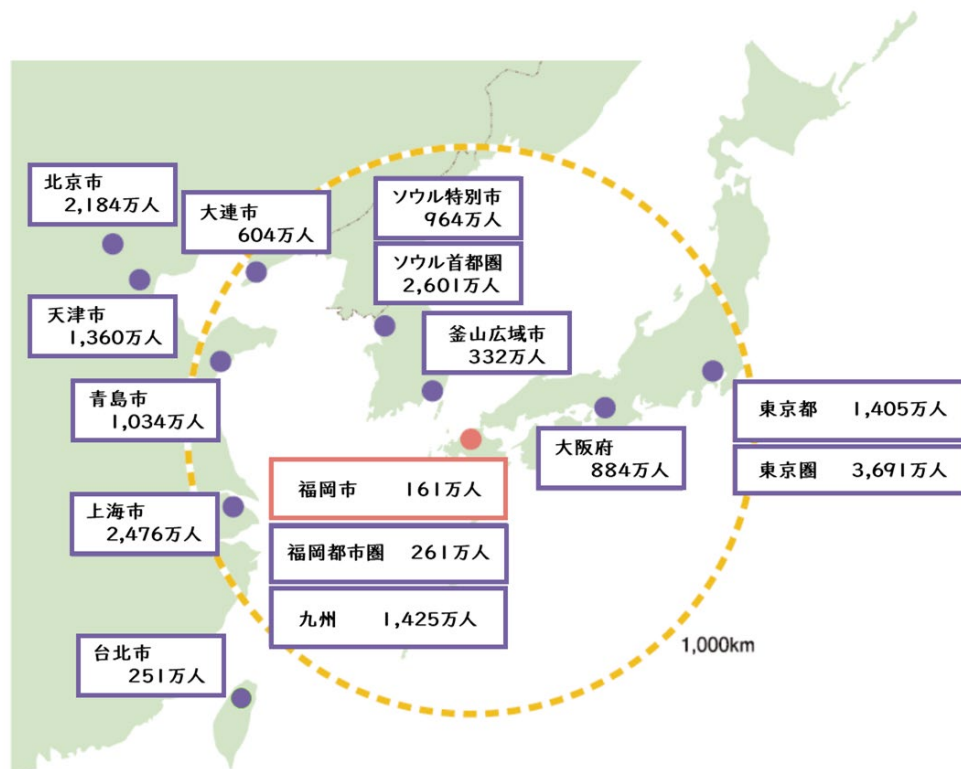 北京市
2,184万人
大連市
604万人
ソウル特別市
964万人
ソウル首都圏
2,601万人
天津市
1,360万人
釜山広域市
332万人
青島市
1,034万人
東京都 1,405万人
大阪府
884万人
東京圏 3,691万人
福岡市 161万人
上海市
2,476万人
福岡都市圏 261万人
九州 1,425万人
1,000km
台北市
251万人